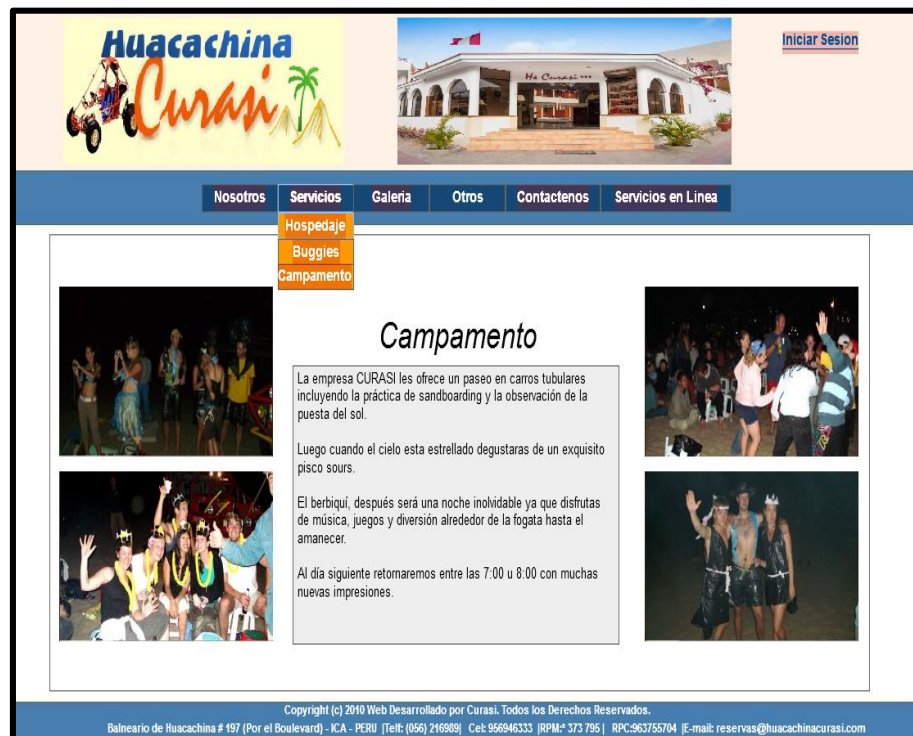 Huacachina
Curasi
Hs Curasi ***
Iniciar Sesion
Nosotros Servicios Galeria Otros Contactenos Servicios en Linea
Hospedaje
Buggies
Campamento
Campamento
La empresa CURASI les ofrece un paseo en carros tubulares
incluyendo la práctica de sandboarding y la observación de la
puesta del sol.
Luego cuando el cielo esta estrellado degustaras de un exquisito
pisco sours.
El berbiquí, después será una noche inolvidable ya que disfrutas
de música, juegos y diversión alrededor de la fogata hasta el
amanecer.
Al día siguiente retornaremos entre las 7:00 u 8:00 con muchas
nuevas impresiones.
Copyright (c) 2010 Web Desarrollado por Curasi. Todos los Derechos Reservados.
Balneario de Huacachina # 197 (Por el Boulevard) - ICA - PERU |Telf: (056) 216989| Cel: 956946333 |RPM:* 373 795 | RPC:963755704 |E-mail: reservas@huacachinacurasi.com